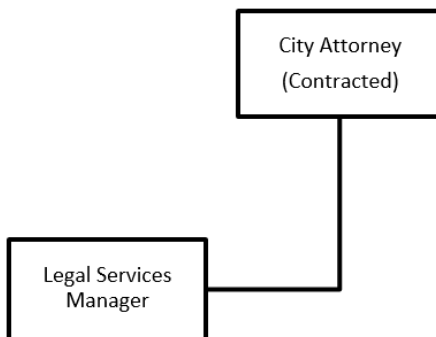 City Attorney
(Contracted)
Legal Services
Manager